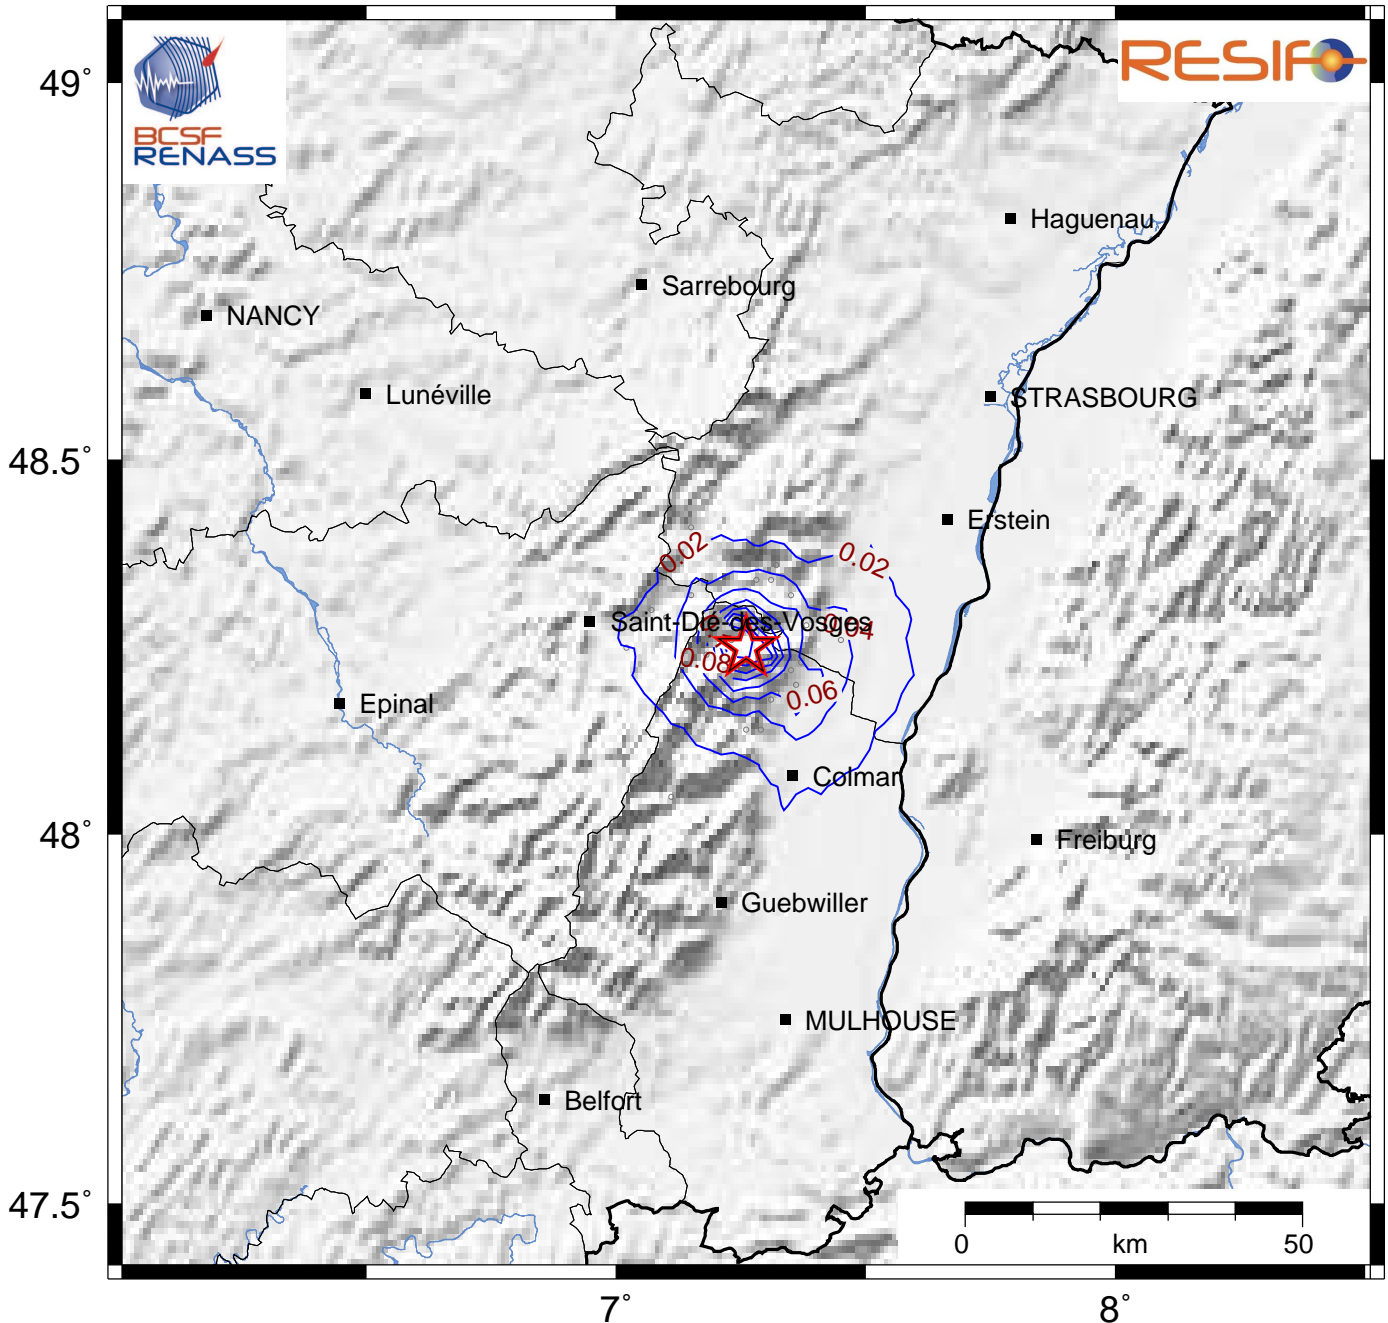 BCSF
RENASS
RESIF
49°
Haguenau
Sarrebourg
NANCY
Lunéville
STRASBOURG
48.5°
Erstein
0.02
0.02
Saint-Dié-des-Vosges
0.04
0.08
0.06
Epinal
Colmar
48°
Freiburg
Guebwiller
MULHOUSE
Belfort
47.5°
0 km 50
7° 8°